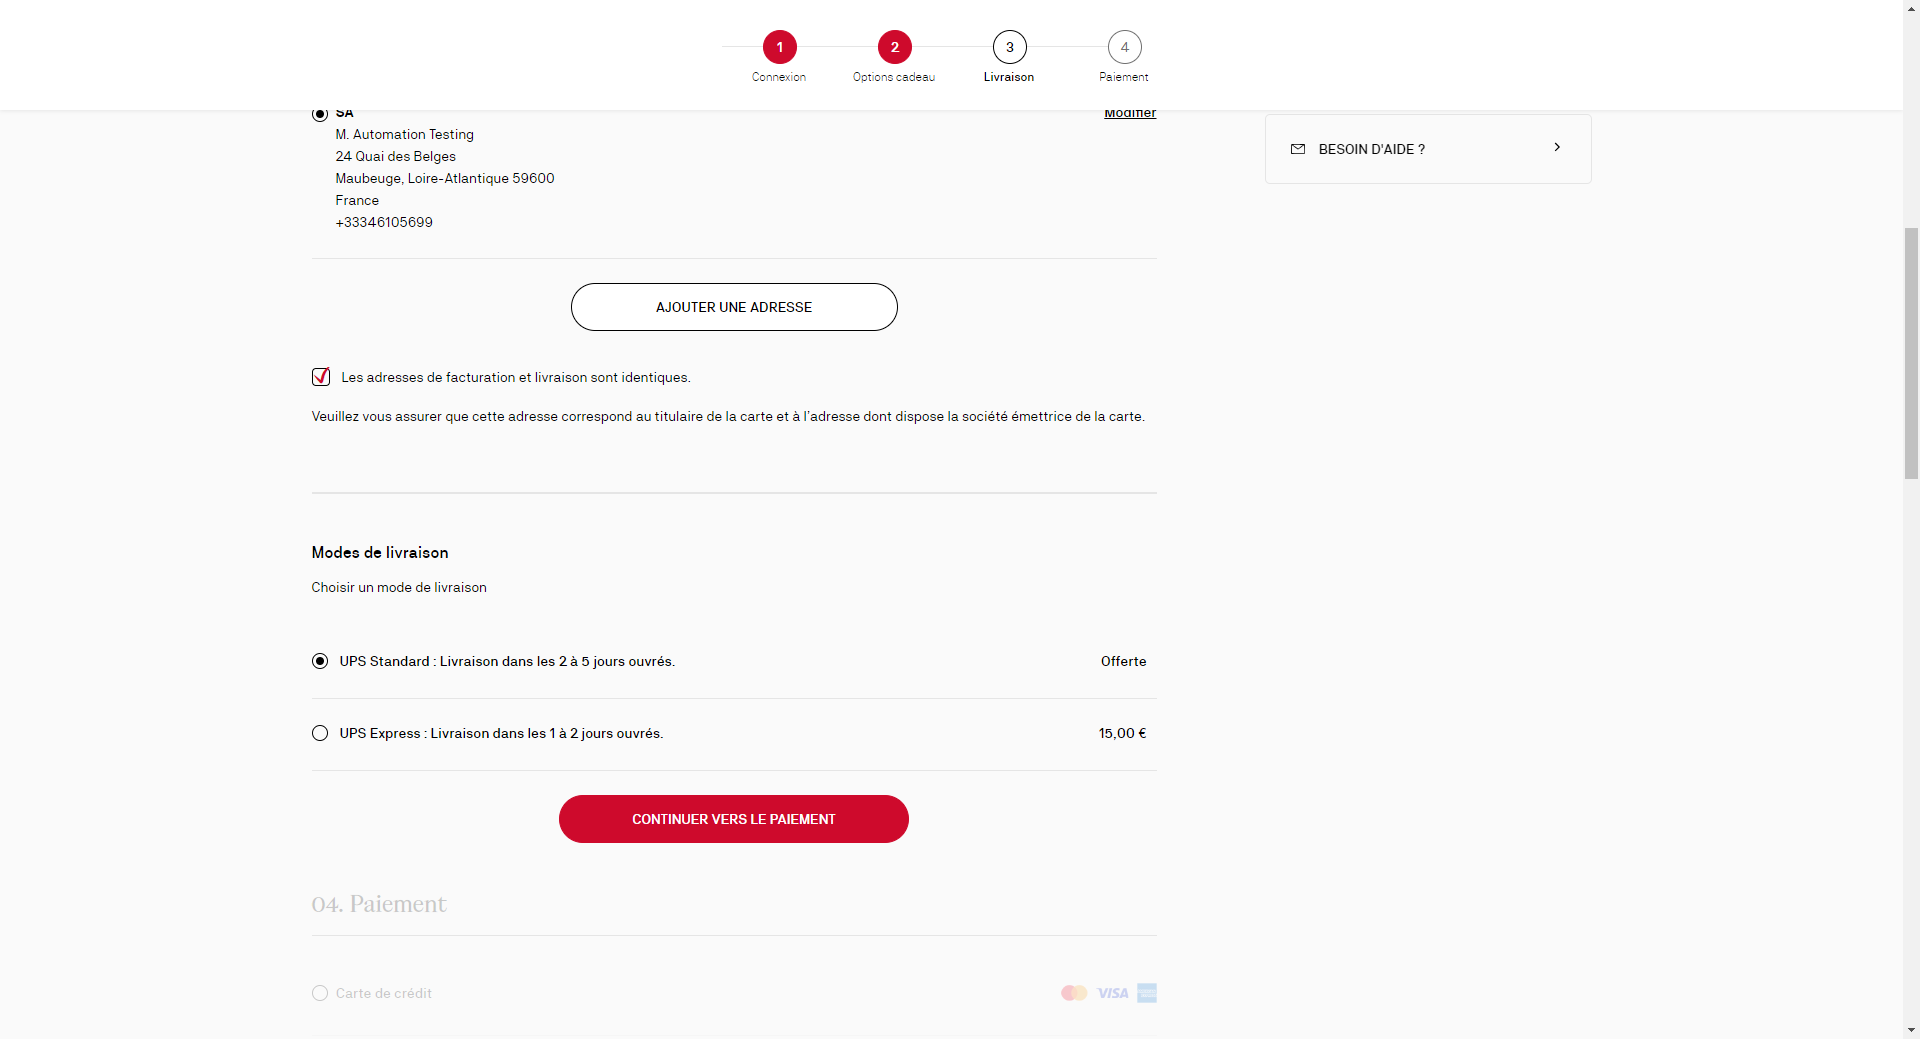 1
2
3
4
Connexion
Options cadeau
Livraison
Paiement
SA
Modifier
M. Automation Testing
24 Quai des Belges
Maubeuge, Loire-Atlantique 59600
France
+33346105699
BESOIN D'AIDE ?
AJOUTER UNE ADRESSE
Les adresses de facturation et livraison sont identiques.
Veuillez vous assurer que cette adresse correspond au titulaire de la carte et à l'adresse dont dispose la société émettrice de la carte.
Modes de livraison
Choisir un mode de livraison
UPS Standard : Livraison dans les 2 à 5 jours ouvrés.
Offerte
UPS Express : Livraison dans les 1 à 2 jours ouvrés.
15,00 €
CONTINUER VERS LE PAIEMENT
04. Paiement
Carte de crédit
VISA